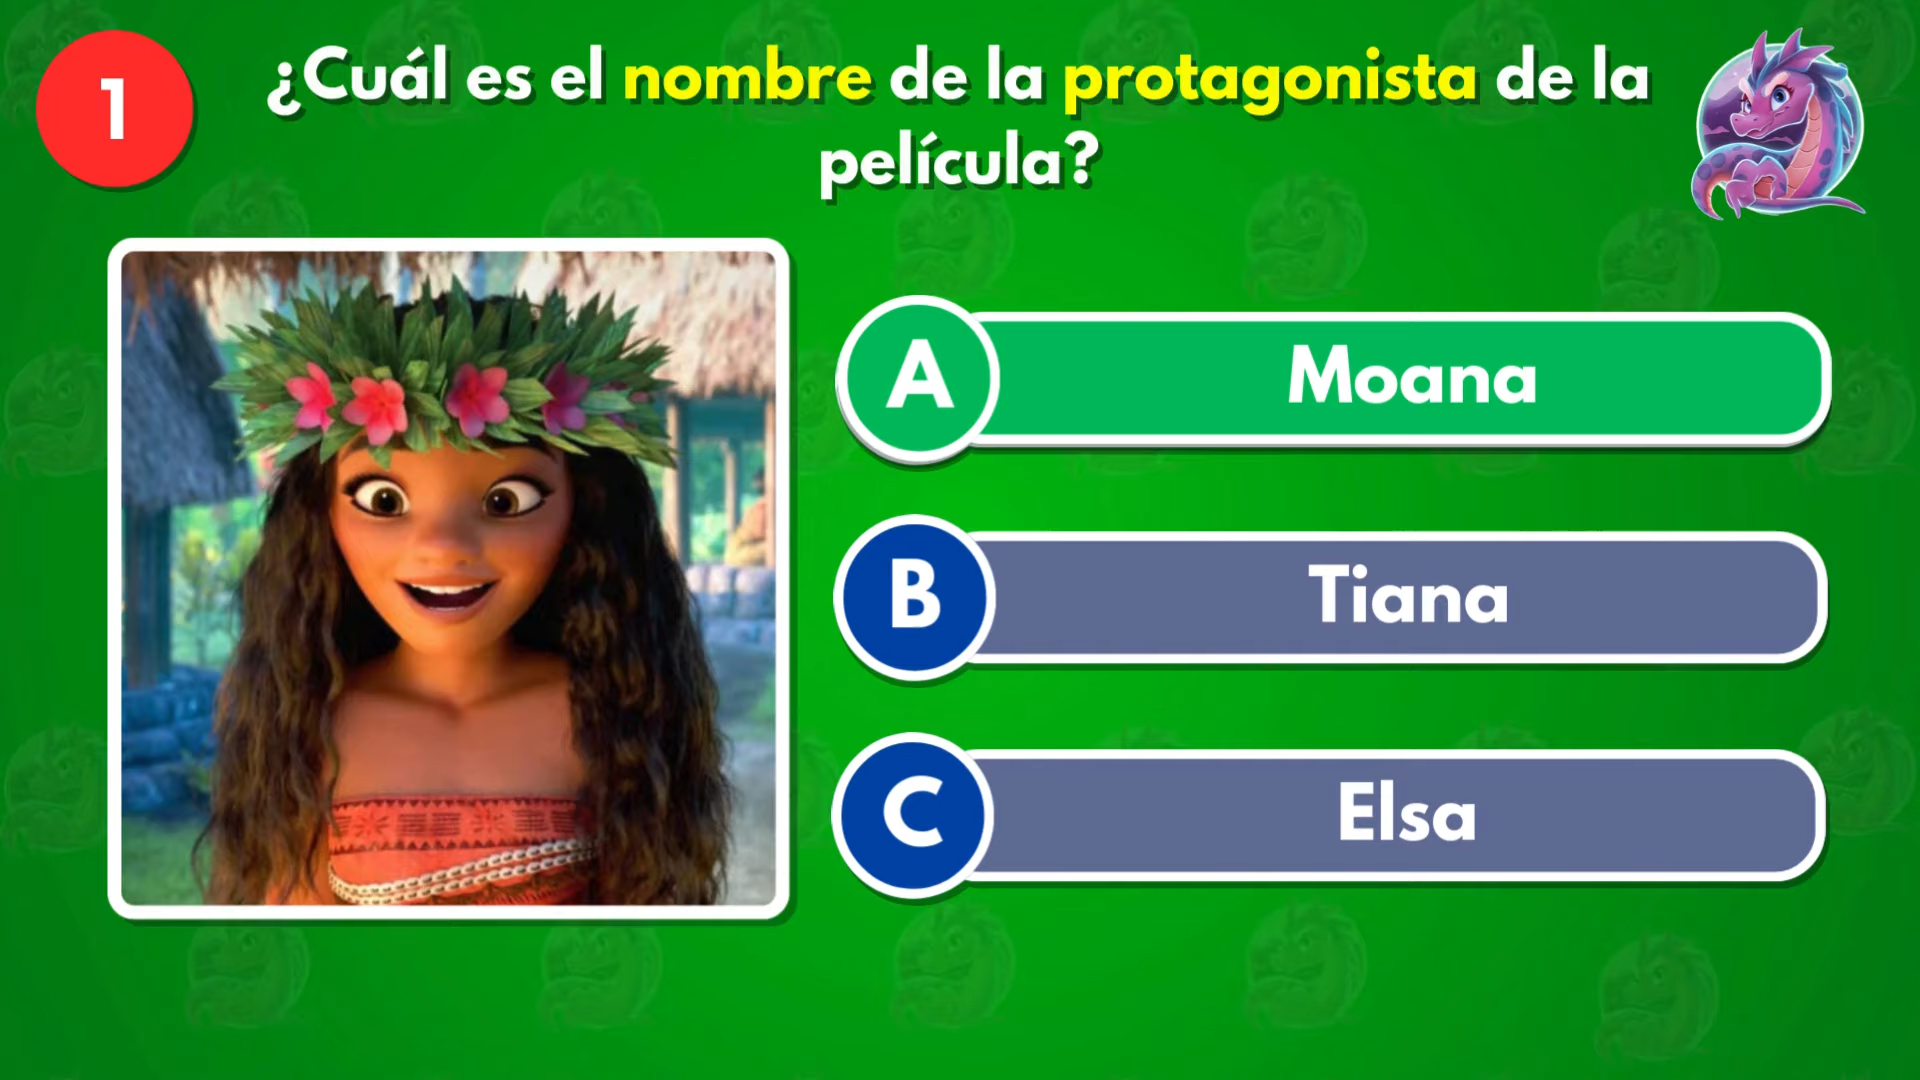 1
¿Cuál es el nombre de la protagonista de la
película?
A
Moana
B
Tiana
C
Elsa